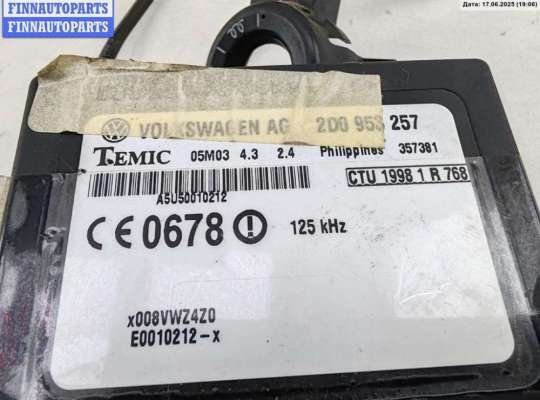 FINNAUTOPARTS
FINNAUTOPARTS
Дата: 17.06.2025 (19:06)
VOLKSWAGEN AG 2D0 953 257
TEMIC 05M03 4.3 2.4 Philippines 357381
A5U50010212
CTU 1998 1 R 768
CE 0678 125 kHz
x008VWZ4Z0
E0010212-x